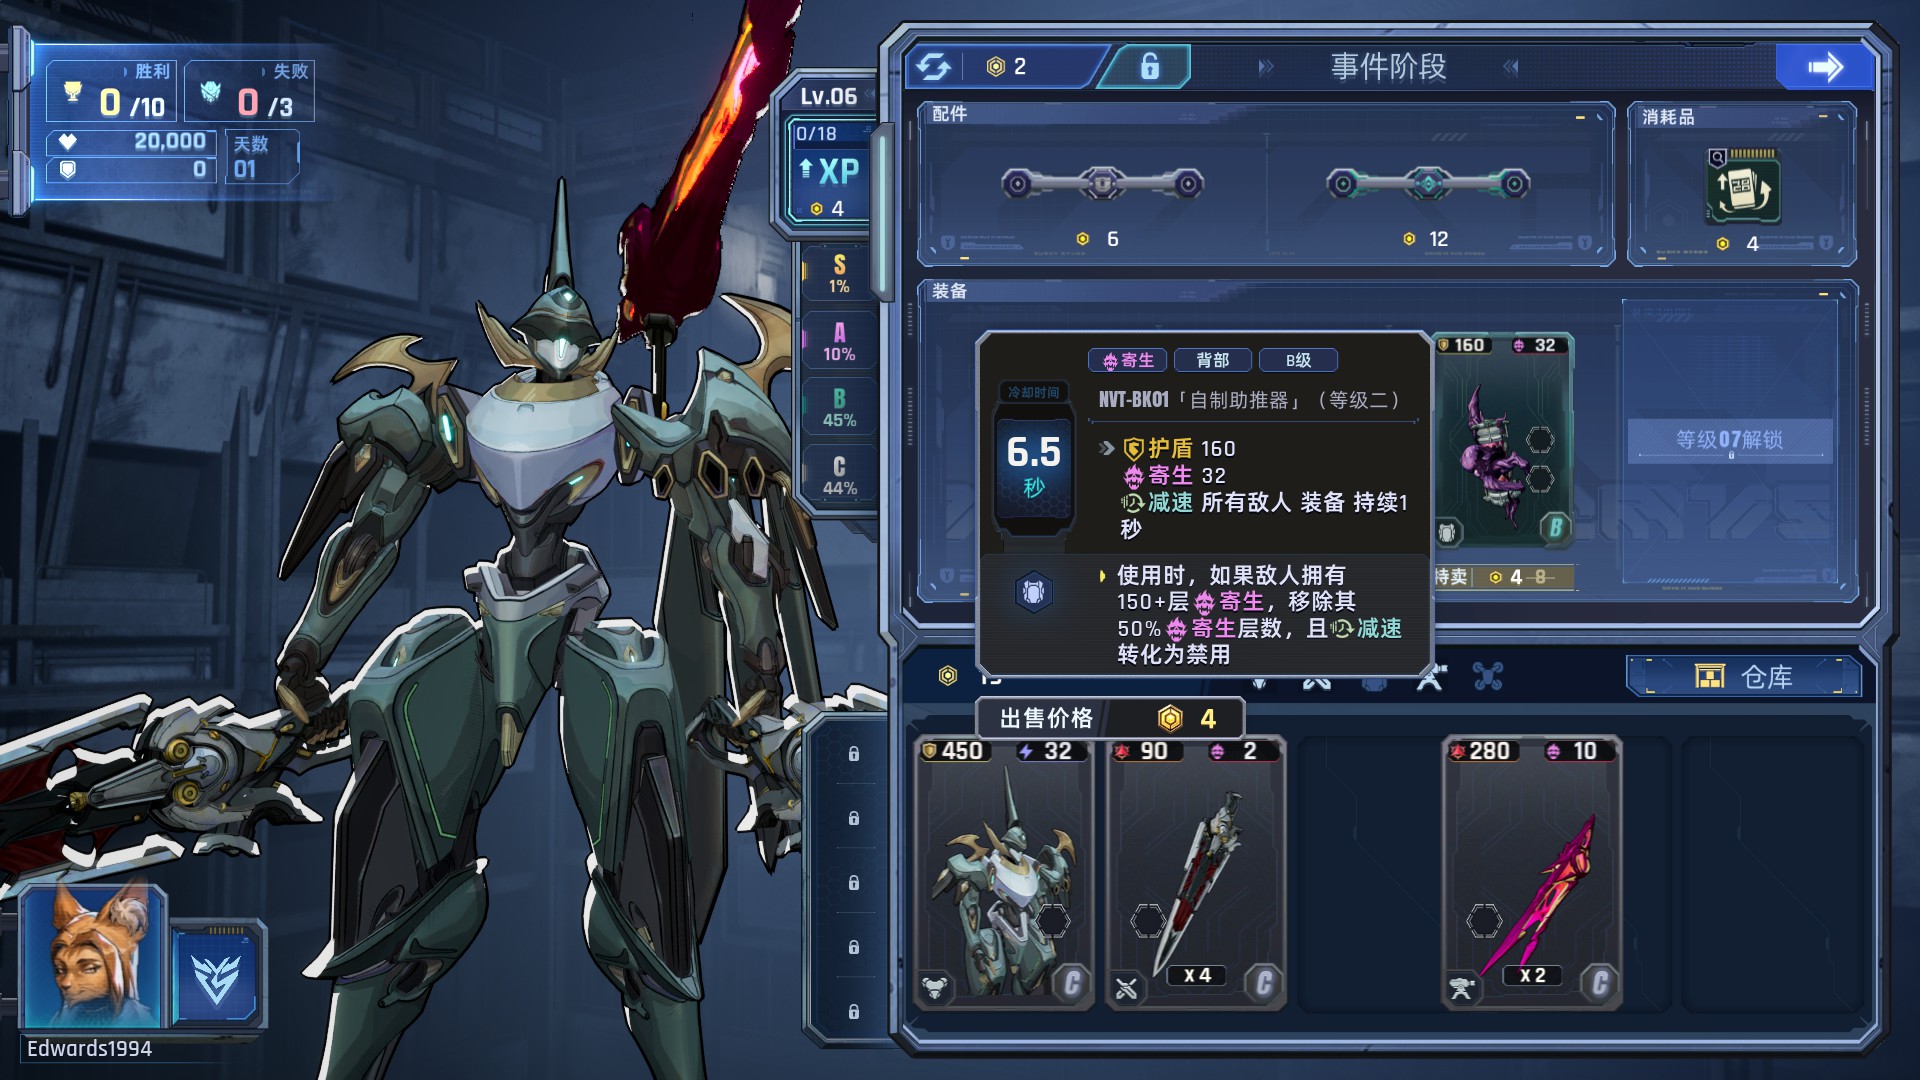 胜利
0/10
失败
0/3
20,000
0
天数
01
Lv.06
0/18
XP
4
S
1%
A
10%
B
45%
C
44%
2
事件阶段
配件
6
12
消耗品
4
装备
160
32
B
特卖
4 8
等级07解锁
寄生
背部
B级
冷却时间
6.5
秒
NVT-BK01「自制助推器」（等级二）
护盾 160
寄生 32
减速 所有敌人 装备 持续1
秒
使用时，如果敌人拥有
150+层寄生，移除其
50%寄生层数，且减速
转化为禁用
仓库
出售价格
4
450
32
C
90
2
x4
C
280
10
x2
C
Edwards1994